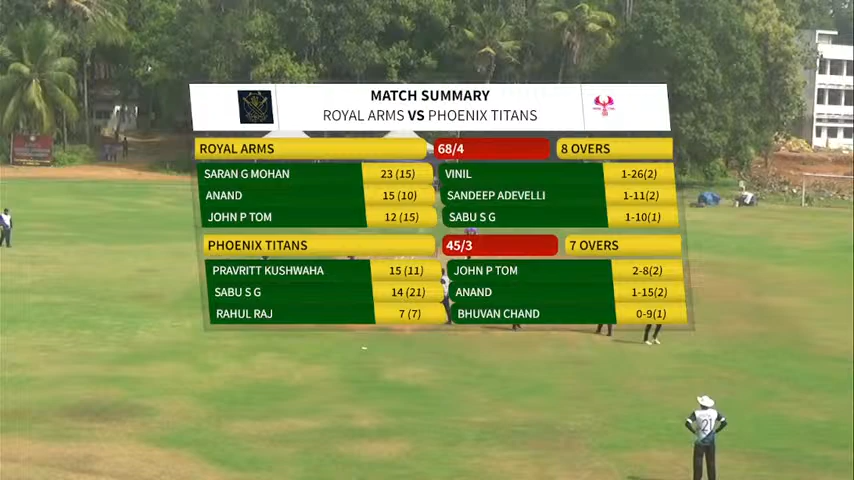 MATCH SUMMARY
ROYAL ARMS VS PHOENIX TITANS
ROYAL ARMS 68/4 8 OVERS
SARAN G MOHAN 23 (15) VINIL 1-26(2)
ANAND 15 (10) SANDEEP ADEVELLI 1-11(2)
JOHN P TOM 12 (15) SABU S G 1-10(1)
PHOENIX TITANS 45/3 7 OVERS
PRAVRITT KUSHWAHA 15 (11) JOHN P TOM 2-8(2)
SABU S G 14 (21) ANAND 1-15(2)
RAHUL RAJ 7 (7) BHUVAN CHAND 0-9(1)
21